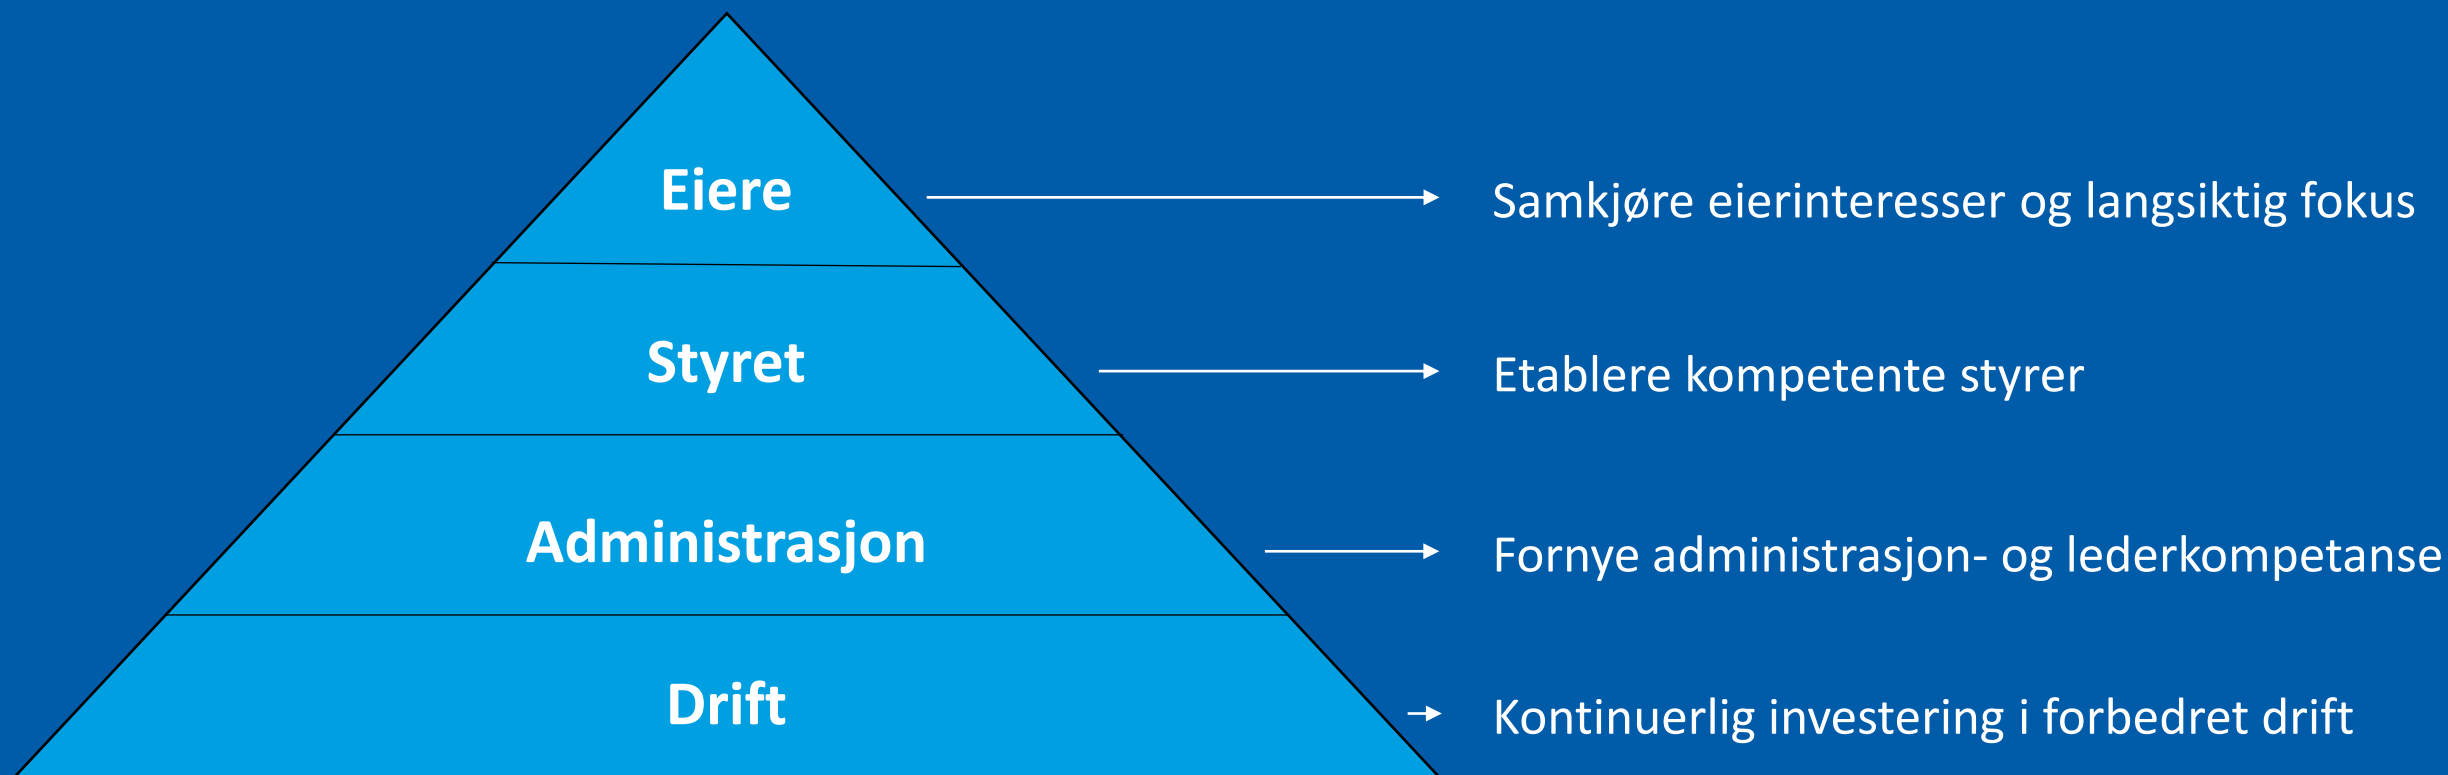 Eiere
Samkjøre eierinteresser og langsiktig fokus
Styret
Etablere kompetente styrer
Administrasjon
Fornye administrasjon- og lederkompetanse
Drift
Kontinuerlig investering i forbedret drift